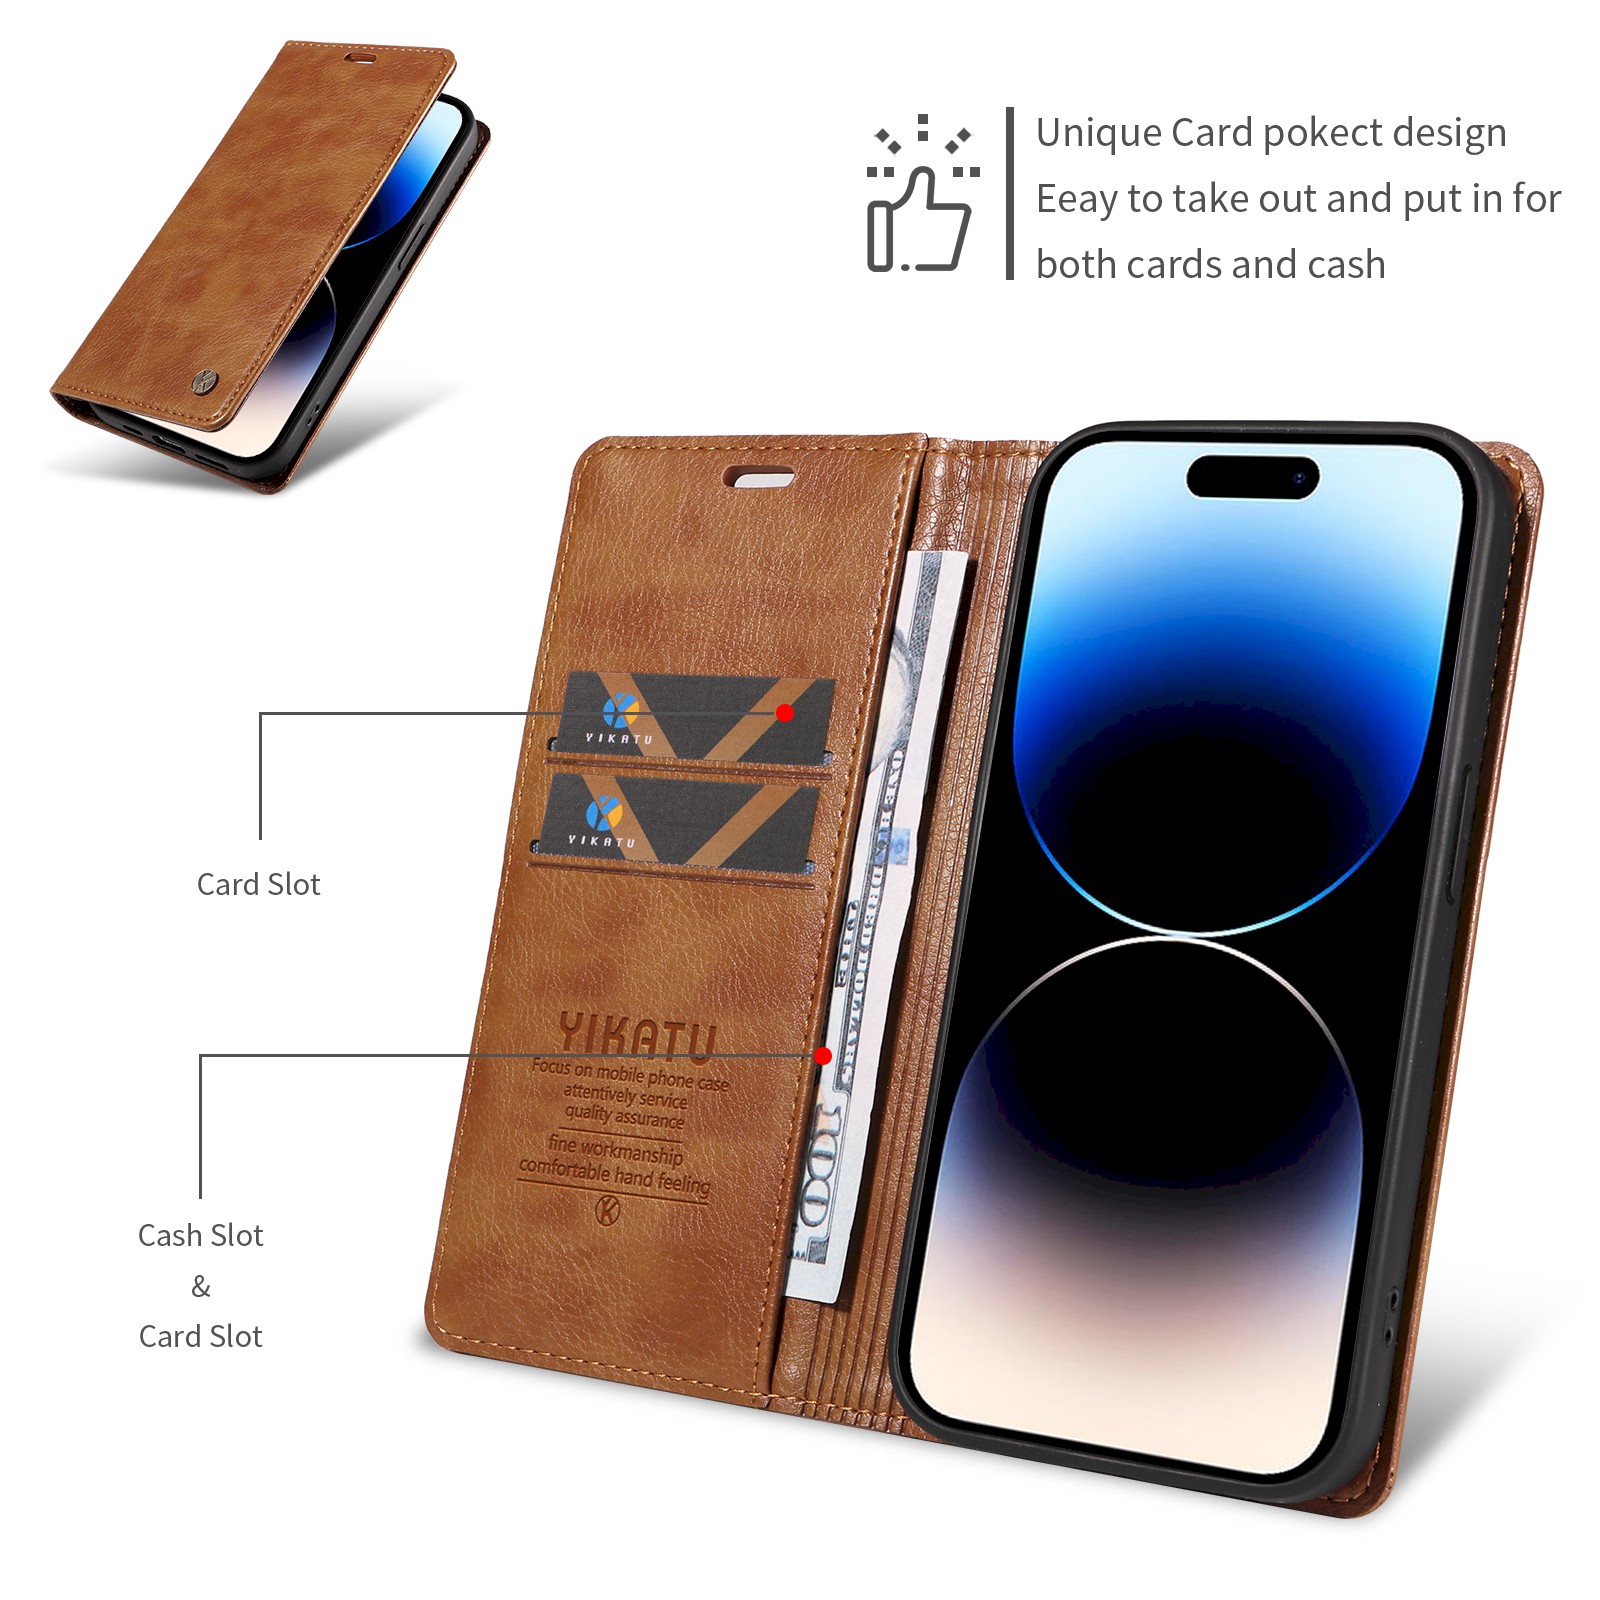 Unique Card pokect design
Eeay to take out and put in for
both cards and cash
YIKATU
YIKATU
Card Slot
YIKATU
Focus on mobile phone case
attentively service
quality assurance
fine workmanship
comfortable hand feeling
K
100
Cash Slot
&
Card Slot